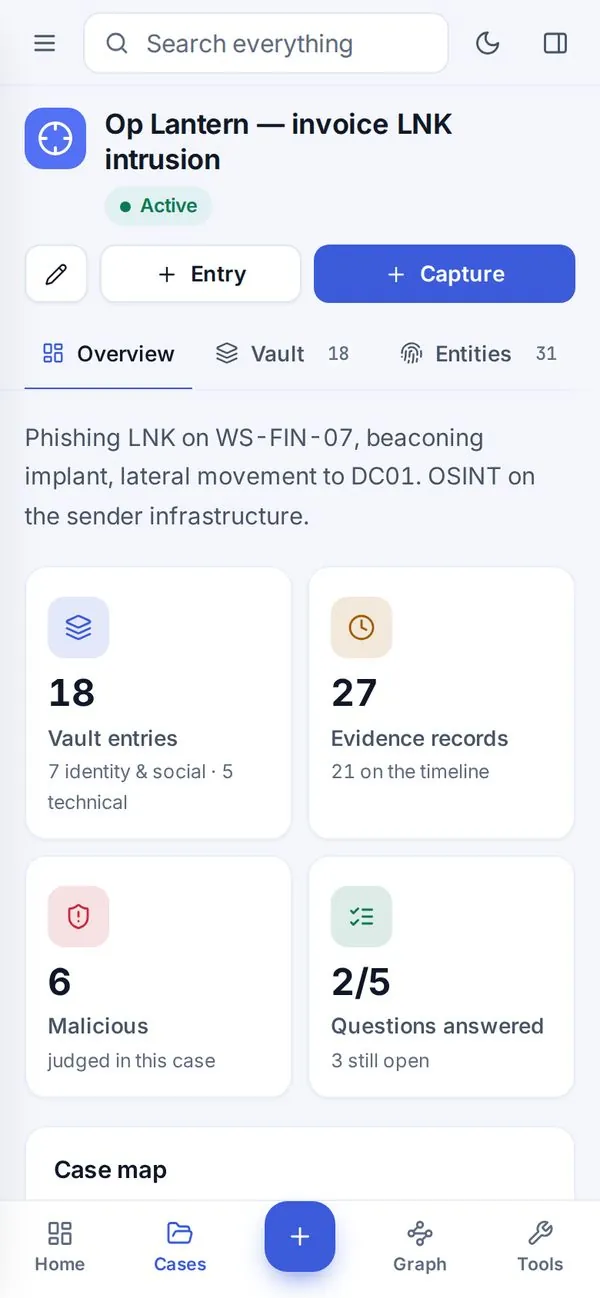 Search everything
Op Lantern — invoice LNK
intrusion
Active
Entry
Capture
Overview
Vault 18
Entities 31
Phishing LNK on WS-FIN-07, beaconing
implant, lateral movement to DC01. OSINT on
the sender infrastructure.
18
Vault entries
7 identity & social · 5
technical
27
Evidence records
21 on the timeline
6
Malicious
judged in this case
2/5
Questions answered
3 still open
Case map
Home
Cases
Graph
Tools